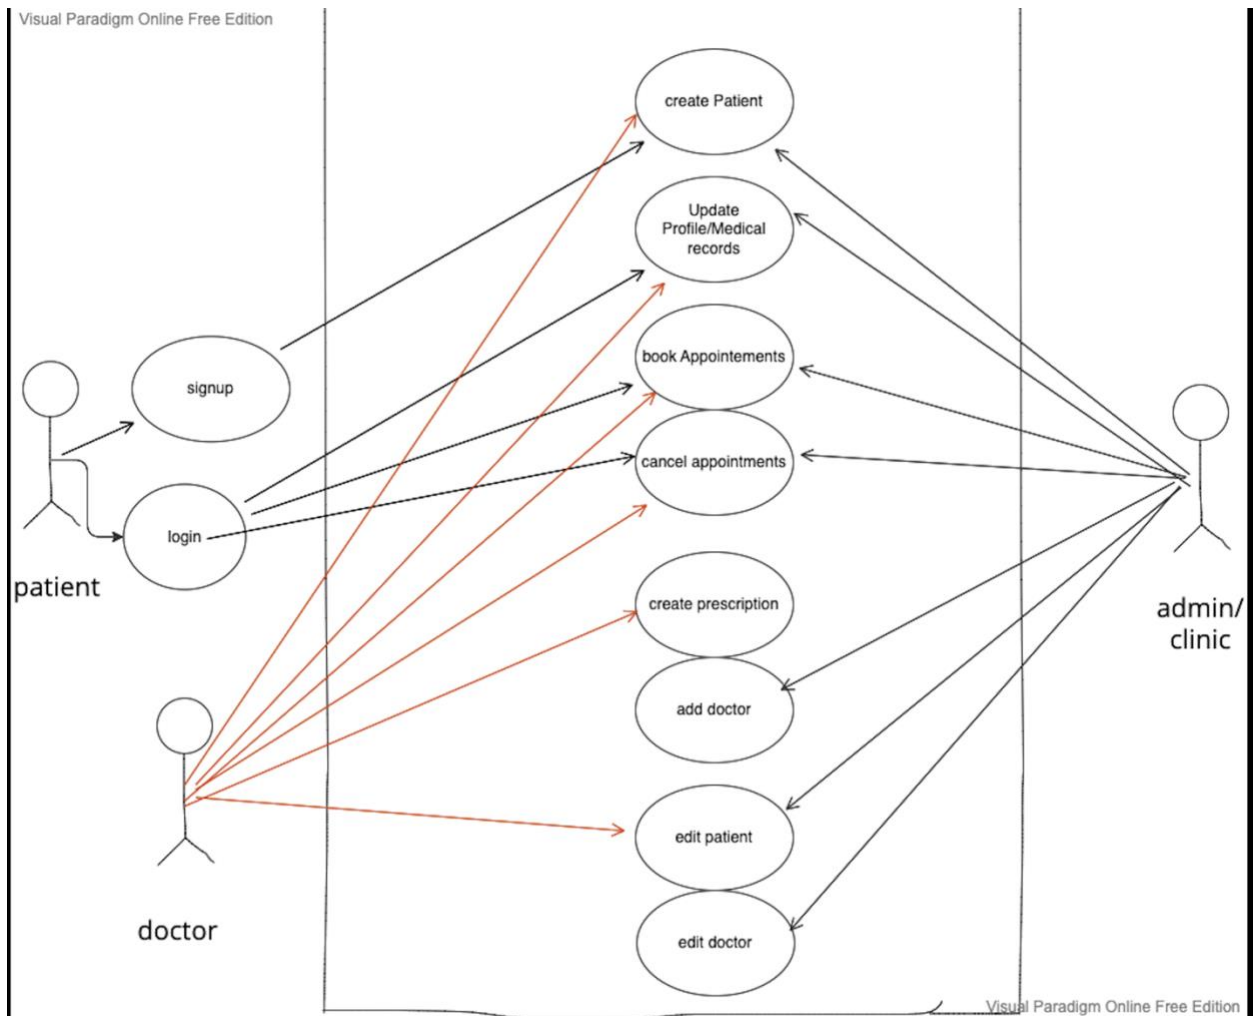 Visual Paradigm Online Free Edition
create Patient
Update
Profile/Medical
records
book Appointements
signup
cancel appointments
login
patient
create prescription
admin/
clinic
add doctor
edit patient
doctor
edit doctor
Visual Paradigm Online Free Edition